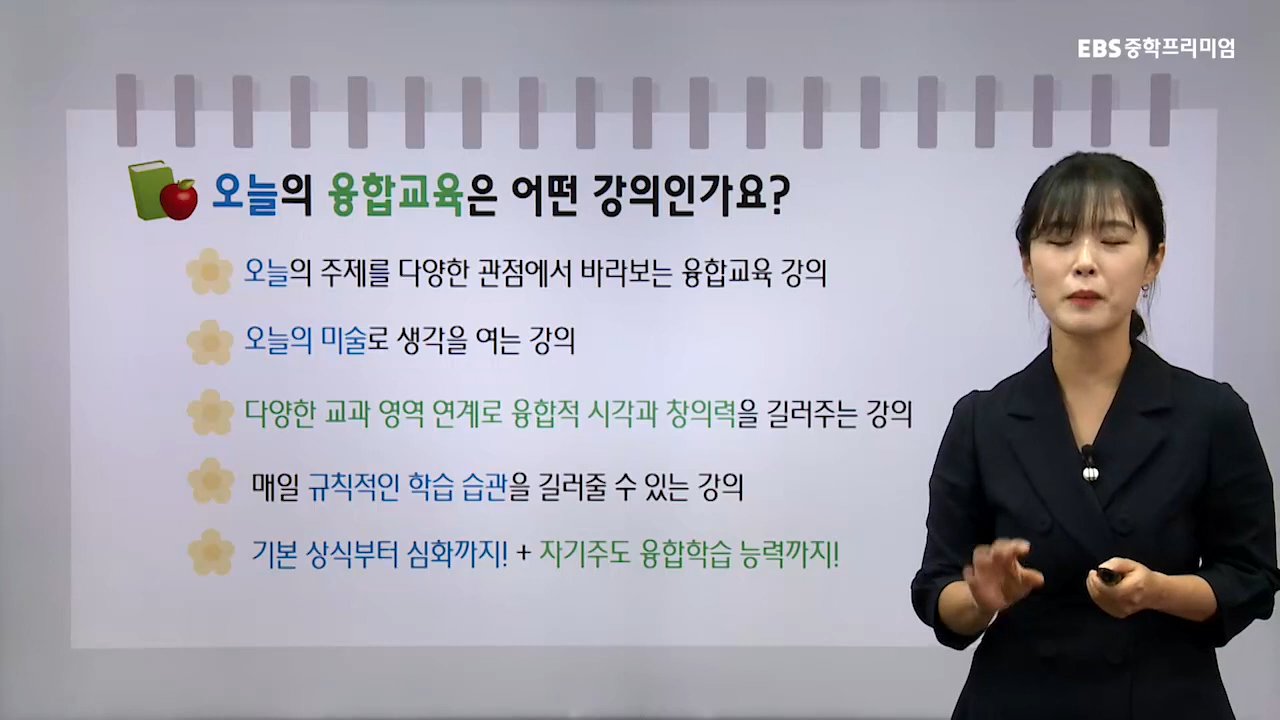 EBS 중학프리미엄
오늘의 융합교육은 어떤 강의인가요?
오늘의 주제를 다양한 관점에서 바라보는 융합교육 강의
오늘의 미술로 생각을 여는 강의
다양한 교과 영역 연계로 융합적 시각과 창의력을 길러주는 강의
매일 규칙적인 학습 습관을 길러줄 수 있는 강의
기본 상식부터 심화까지! + 자기주도 융합학습 능력까지!